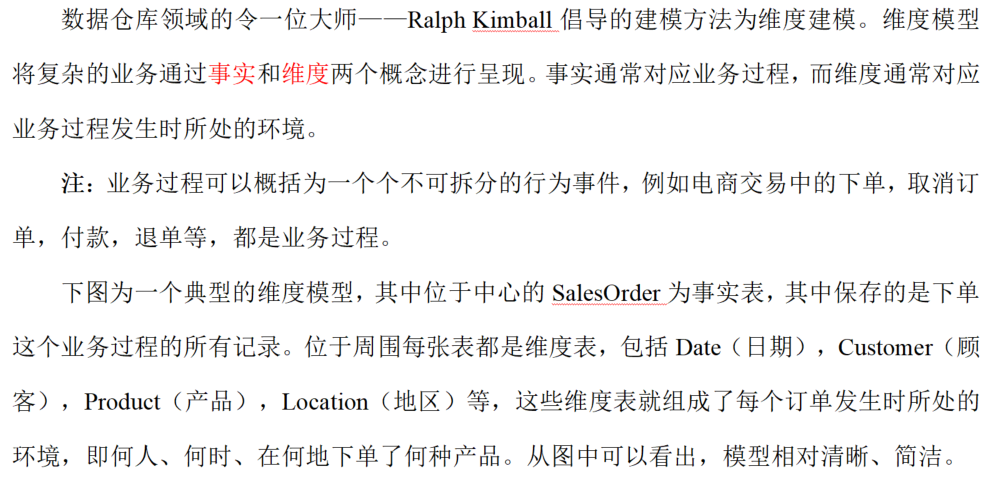 数据仓库领域的令一位大师——Ralph Kimball 倡导的建模方法为维度建模。维度模型
将复杂的业务通过事实和维度两个概念进行呈现。事实通常对应业务过程，而维度通常对应
业务过程发生时所处的环境。
注：业务过程可以概括为一个个不可拆分的行为事件，例如电商交易中的下单，取消订
单，付款，退单等，都是业务过程。
下图为一个典型的维度模型，其中位于中心的 SalesOrder 为事实表，其中保存的是下单
这个业务过程的所有记录。位于周围每张表都是维度表，包括 Date（日期），Customer（顾
客），Product（产品），Location（地区）等，这些维度表就组成了每个订单发生时所处的
环境，即何人、何时、在何地下单了何种产品。从图中可以看出，模型相对清晰、简洁。